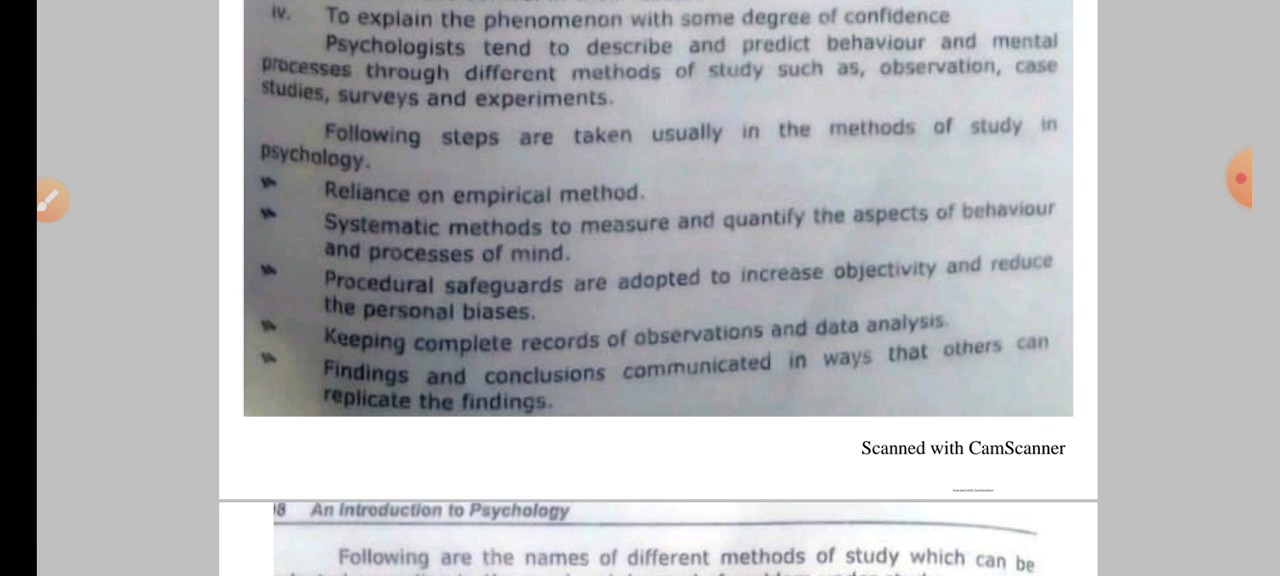 iv. To explain the phenomenon with some degree of confidence
Psychologists tend to describe and predict behaviour and mental
processes through different methods of study such as, observation, case
studies, surveys and experiments.
Following steps are taken usually in the methods of study in
psychology.
Reliance on empirical method.
Systematic methods to measure and quantify the aspects of behaviour
and processes of mind.
Procedural safeguards are adopted to increase objectivity and reduce
the personal biases.
Keeping complete records of observations and data analysis.
Findings and conclusions communicated in ways that others can
replicate the findings.
Scanned with CamScanner
8 An Introduction to Psychology
Following are the names of different methods of study which can be